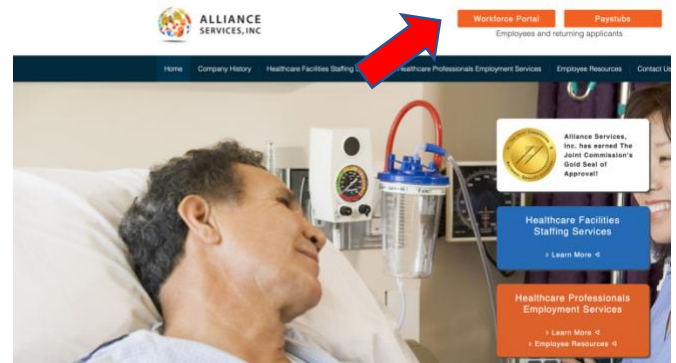 ALLIANCE
SERVICES, INC
Workforce Portal
Paystubs
Employees and returning applicants
Home
Company History
Healthcare Facilities Staffing
Healthcare Professionals Employment Services
Employee Resources
Contact Us
Alliance Services,
Inc. has earned The
Joint Commission's
Gold Seal of
Approval!
Healthcare Facilities
Staffing Services
› Learn More ‹
Healthcare Professionals
Employment Services
› Learn More ‹
› Employee Resources ‹